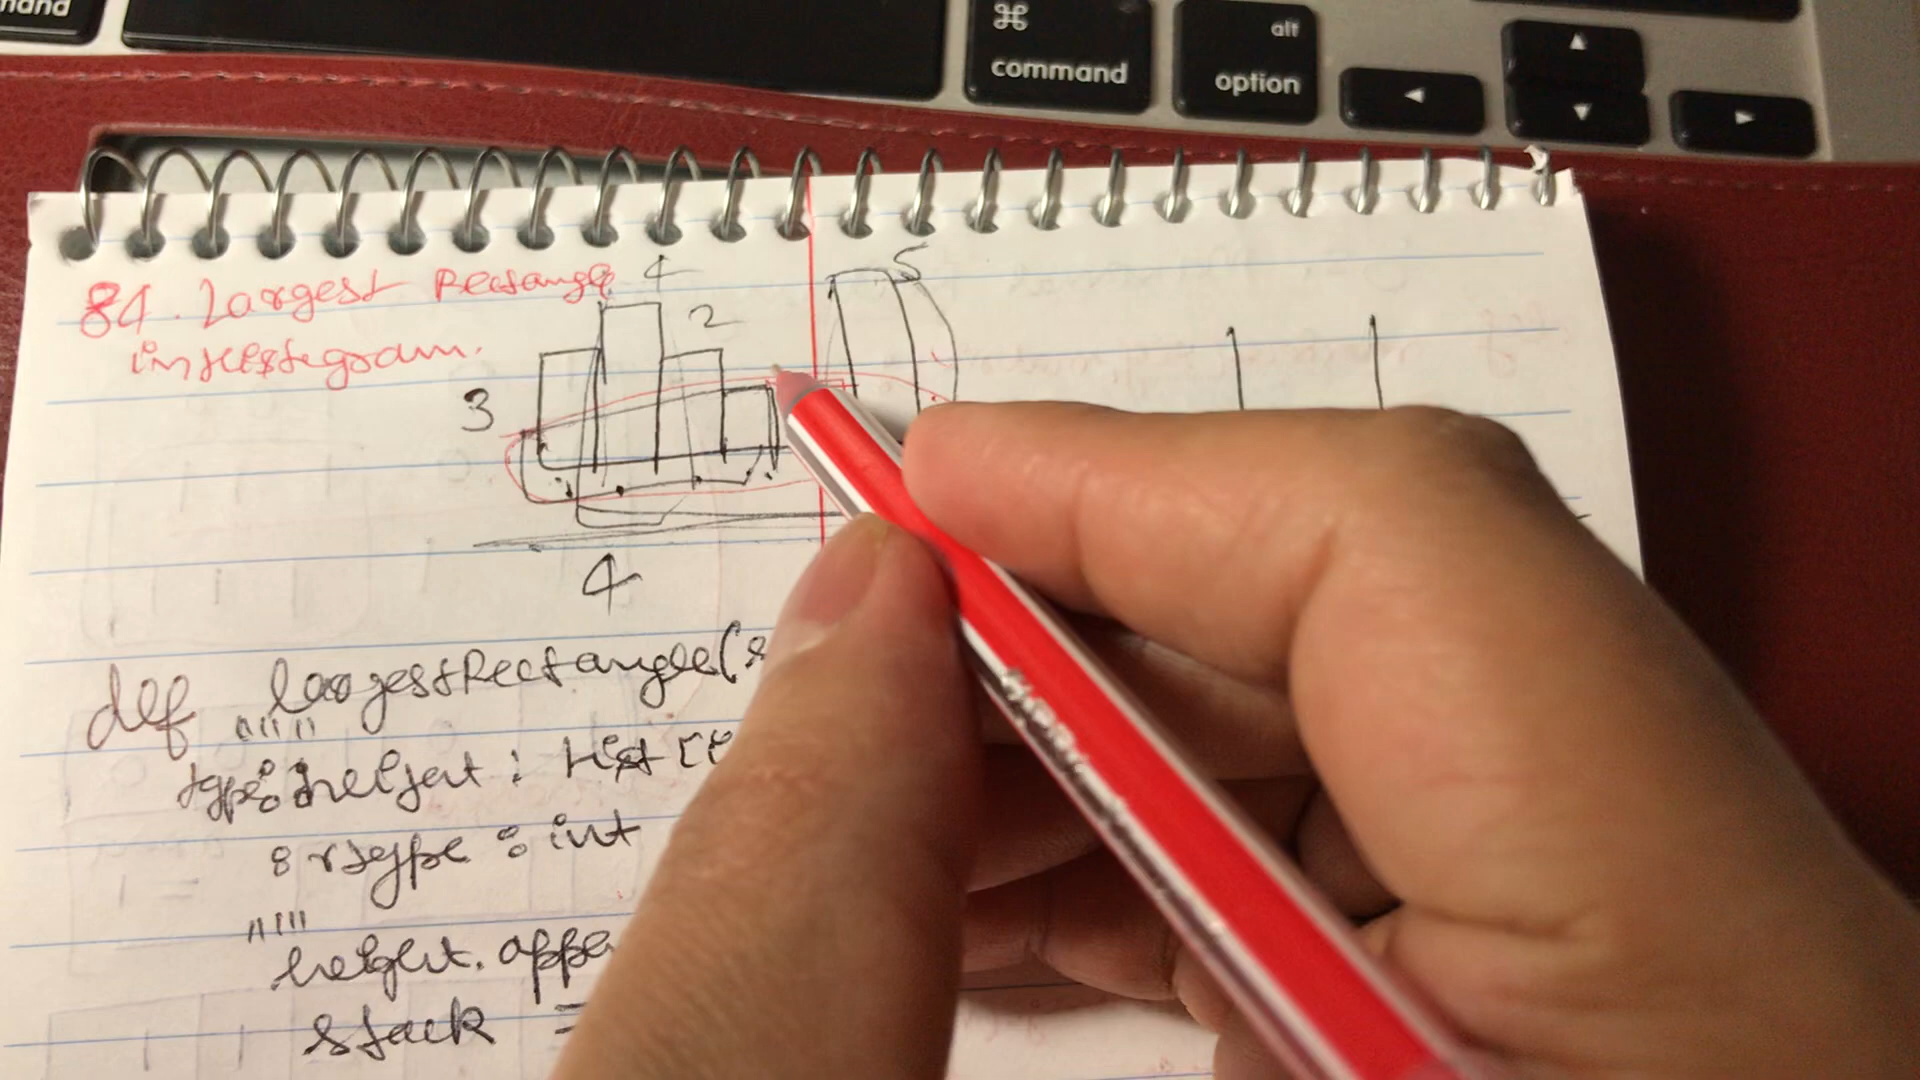 mand
⌘
command
alt
option
84. Largest Rectangle
in Histogram.
4
2
5
3
4
def largestRectangle(s
""""
type: height: List[
: rtype: int
""""
height. appe
stack =